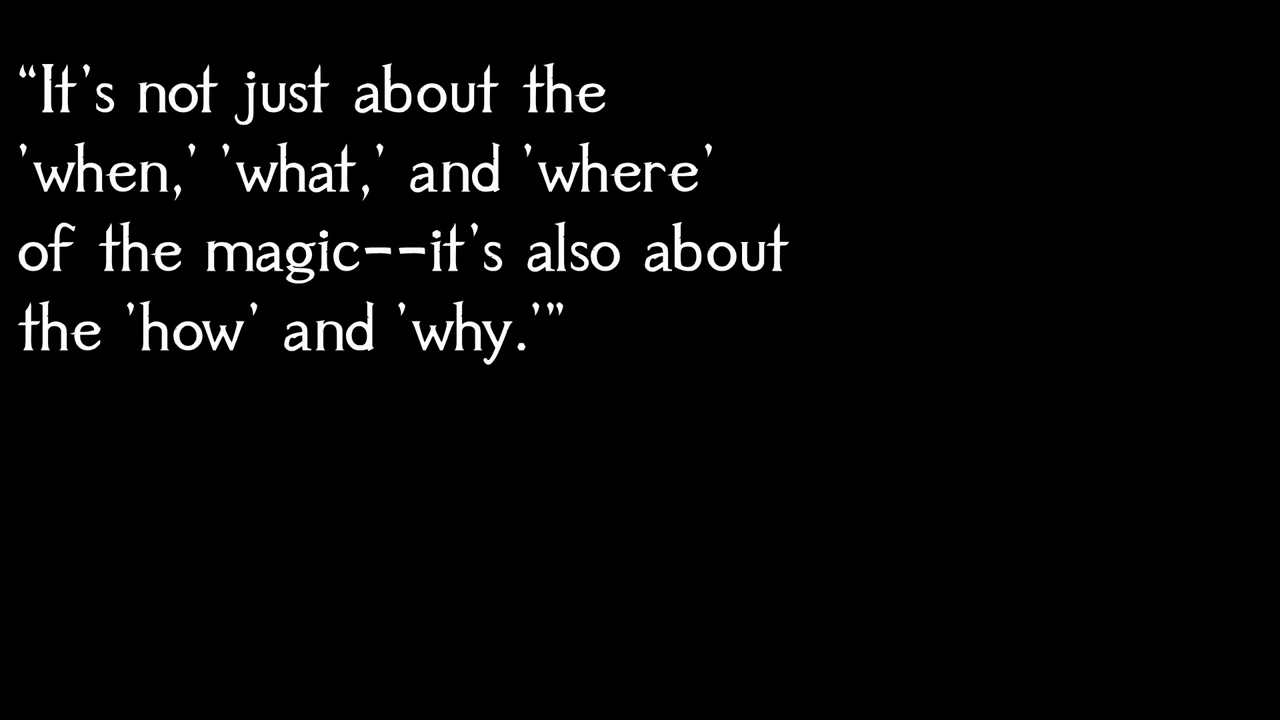 “It’s not just about the
’when,’ ’what,’ and ’where’
of the magic--it’s also about
the ’how’ and ’why.’”